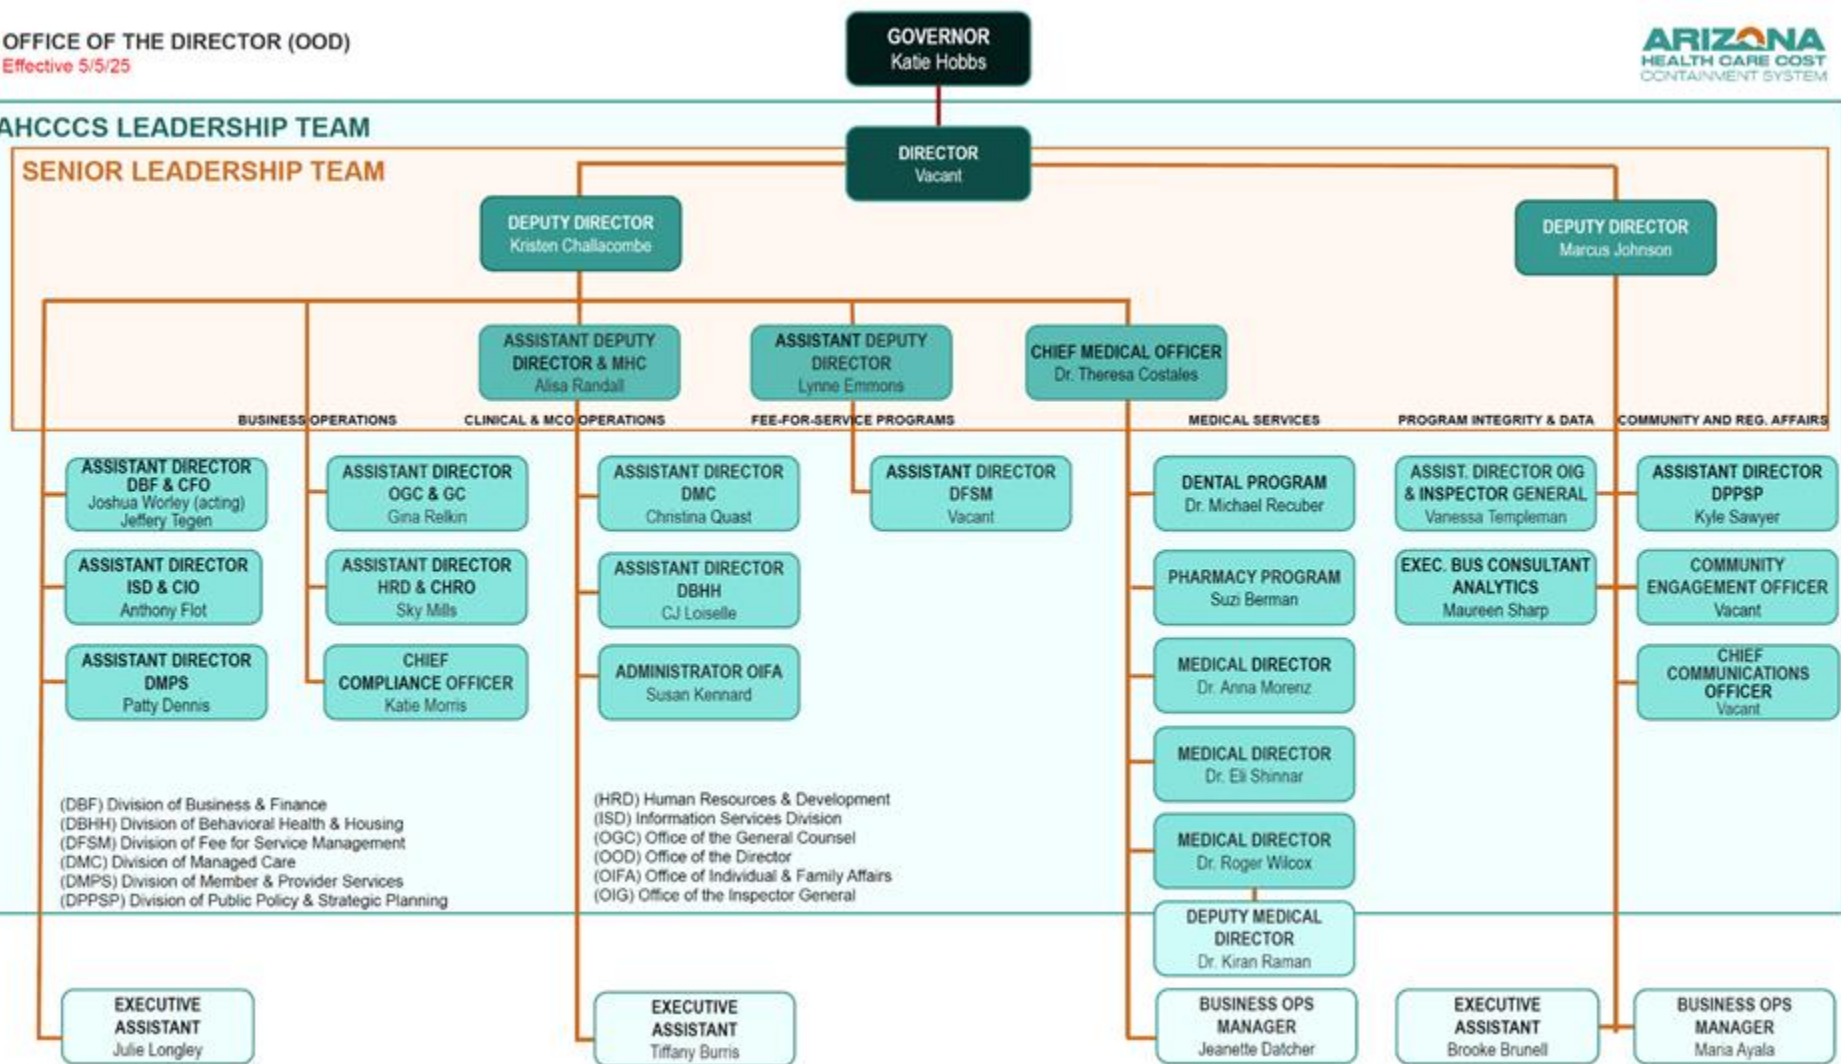 OFFICE OF THE DIRECTOR (OOD)
Effective 5/5/25
GOVERNOR
Katie Hobbs
ARIZONA
HEALTH CARE COST
CONTAINMENT SYSTEM
AHCCCS LEADERSHIP TEAM
SENIOR LEADERSHIP TEAM
DIRECTOR
Vacant
DEPUTY DIRECTOR
Kristen Challacombe
DEPUTY DIRECTOR
Marcus Johnson
ASSISTANT DEPUTY
DIRECTOR & MHC
Alisa Randall
ASSISTANT DEPUTY
DIRECTOR
Lynne Emmons
CHIEF MEDICAL OFFICER
Dr. Theresa Costales
BUSINESS OPERATIONS
CLINICAL & MCO OPERATIONS
FEE-FOR-SERVICE PROGRAMS
MEDICAL SERVICES
PROGRAM INTEGRITY & DATA
COMMUNITY AND REG. AFFAIRS
ASSISTANT DIRECTOR
DBF & CFO
Joshua Worley (acting)
Jeffery Tegen
ASSISTANT DIRECTOR
OGC & GC
Gina Relkin
ASSISTANT DIRECTOR
DMC
Christina Quast
ASSISTANT DIRECTOR
DFSM
Vacant
DENTAL PROGRAM
Dr. Michael Recuber
ASSIST. DIRECTOR OIG
& INSPECTOR GENERAL
Vanessa Templeman
ASSISTANT DIRECTOR
DPPSP
Kyle Sawyer
ASSISTANT DIRECTOR
ISD & CIO
Anthony Flot
ASSISTANT DIRECTOR
HRD & CHRO
Sky Mills
ASSISTANT DIRECTOR
DBHH
CJ Loiselle
PHARMACY PROGRAM
Suzi Berman
EXEC. BUS CONSULTANT
ANALYTICS
Maureen Sharp
COMMUNITY
ENGAGEMENT OFFICER
Vacant
ASSISTANT DIRECTOR
DMPS
Patty Dennis
CHIEF
COMPLIANCE OFFICER
Katie Morris
ADMINISTRATOR OIFA
Susan Kennard
MEDICAL DIRECTOR
Dr. Anna Morenz
CHIEF
COMMUNICATIONS
OFFICER
Vacant
MEDICAL DIRECTOR
Dr. Eli Shinnar
MEDICAL DIRECTOR
Dr. Roger Wilcox
(DBF) Division of Business & Finance
(DBHH) Division of Behavioral Health & Housing
(DFSM) Division of Fee for Service Management
(DMC) Division of Managed Care
(DMPS) Division of Member & Provider Services
(DPPSP) Division of Public Policy & Strategic Planning
(HRD) Human Resources & Development
(ISD) Information Services Division
(OGC) Office of the General Counsel
(OOD) Office of the Director
(OIFA) Office of Individual & Family Affairs
(OIG) Office of the Inspector General
DEPUTY MEDICAL
DIRECTOR
Dr. Kiran Raman
EXECUTIVE
ASSISTANT
Julie Longley
EXECUTIVE
ASSISTANT
Tiffany Burris
BUSINESS OPS
MANAGER
Jeanette Datcher
EXECUTIVE
ASSISTANT
Brooke Brunell
BUSINESS OPS
MANAGER
Maria Ayala